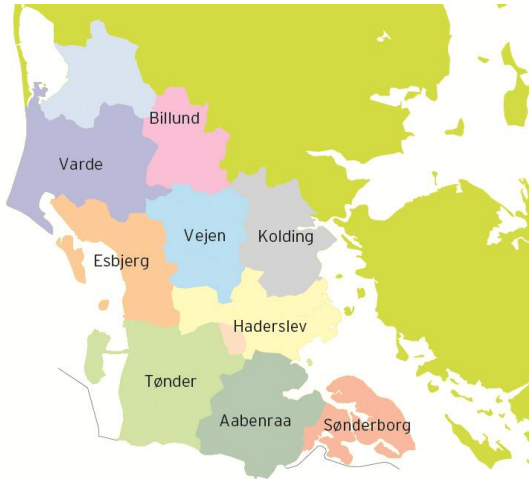 Billund
Varde
Vejen
Kolding
Esbjerg
Haderslev
Tønder
Aabenraa
Sønderborg